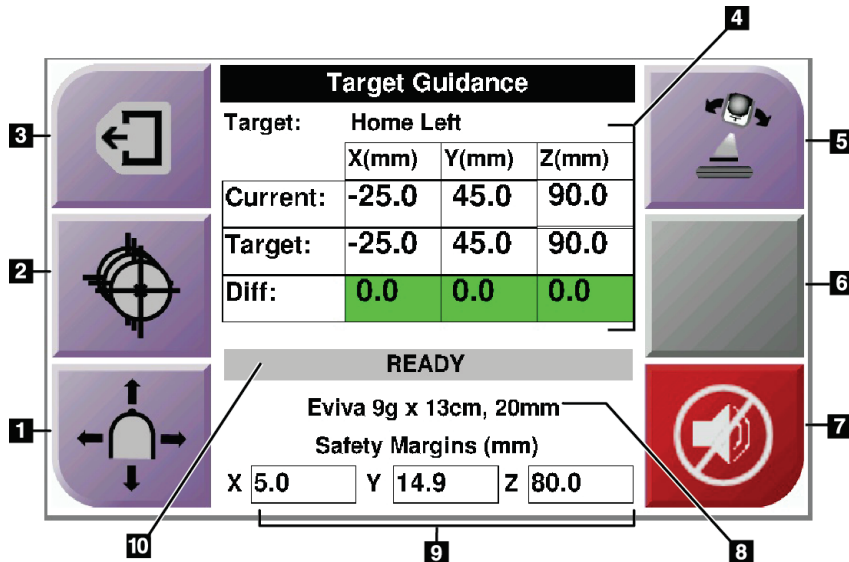 4
Target Guidance
3
Target: Home Left
5
X(mm) Y(mm) Z(mm)
Current: -25.0 45.0 90.0
Target: -25.0 45.0 90.0
2
6
Diff: 0.0 0.0 0.0
READY
Eviva 9g x 13cm, 20mm
1
7
Safety Margins (mm)
X 5.0 Y 14.9 Z 80.0
10
9
8